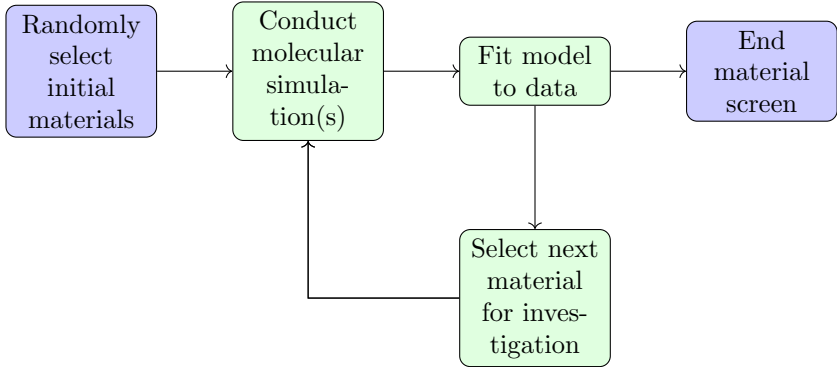 Randomly
select
initial
materials
Conduct
molecular
simula-
tion(s)
Fit model
to data
End
material
screen
Select next
material
for inves-
tigation